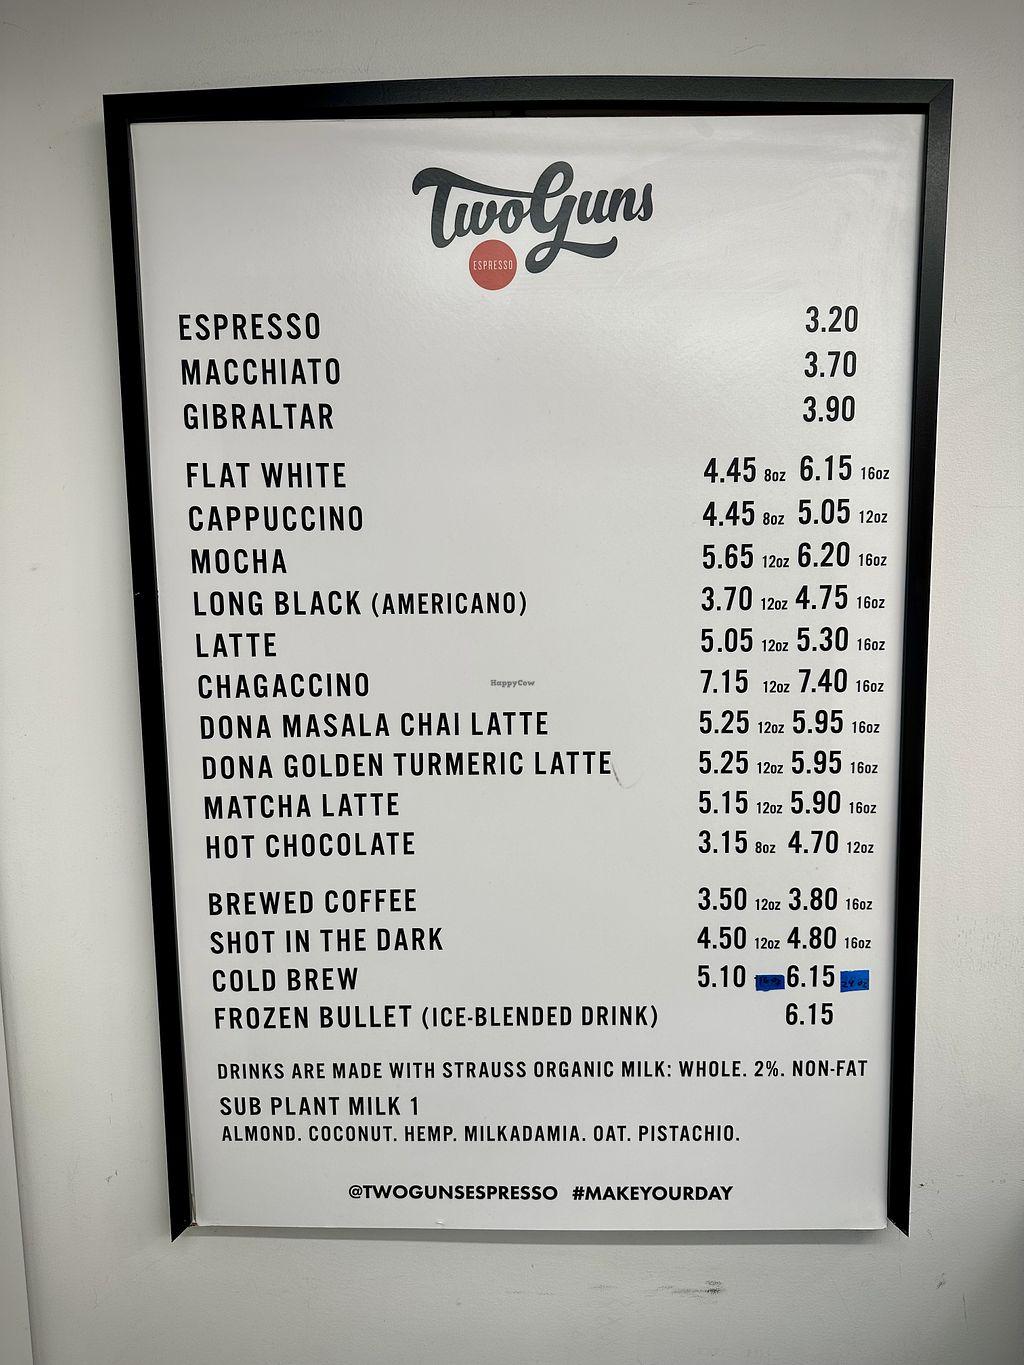 TwoGuns
ESPRESSO
ESPRESSO 3.20
MACCHIATO 3.70
GIBRALTAR 3.90
FLAT WHITE 4.45 8oz 6.15 16oz
CAPPUCCINO 4.45 8oz 5.05 12oz
MOCHA 5.65 12oz 6.20 16oz
LONG BLACK (AMERICANO) 3.70 12oz 4.75 16oz
LATTE 5.05 12oz 5.30 16oz
CHAGACCINO 7.15 12oz 7.40 16oz
HappyCow
DONA MASALA CHAI LATTE 5.25 12oz 5.95 16oz
DONA GOLDEN TURMERIC LATTE 5.25 12oz 5.95 16oz
MATCHA LATTE 5.15 12oz 5.90 16oz
HOT CHOCOLATE 3.15 8oz 4.70 12oz
BREWED COFFEE 3.50 12oz 3.80 16oz
SHOT IN THE DARK 4.50 12oz 4.80 16oz
COLD BREW 5.10 6.15
FROZEN BULLET (ICE-BLENDED DRINK) 6.15
DRINKS ARE MADE WITH STRAUSS ORGANIC MILK: WHOLE. 2%. NON-FAT
SUB PLANT MILK 1
ALMOND. COCONUT. HEMP. MILKADAMIA. OAT. PISTACHIO.
@TWOGUNSESPRESSO #MAKEYOURDAY